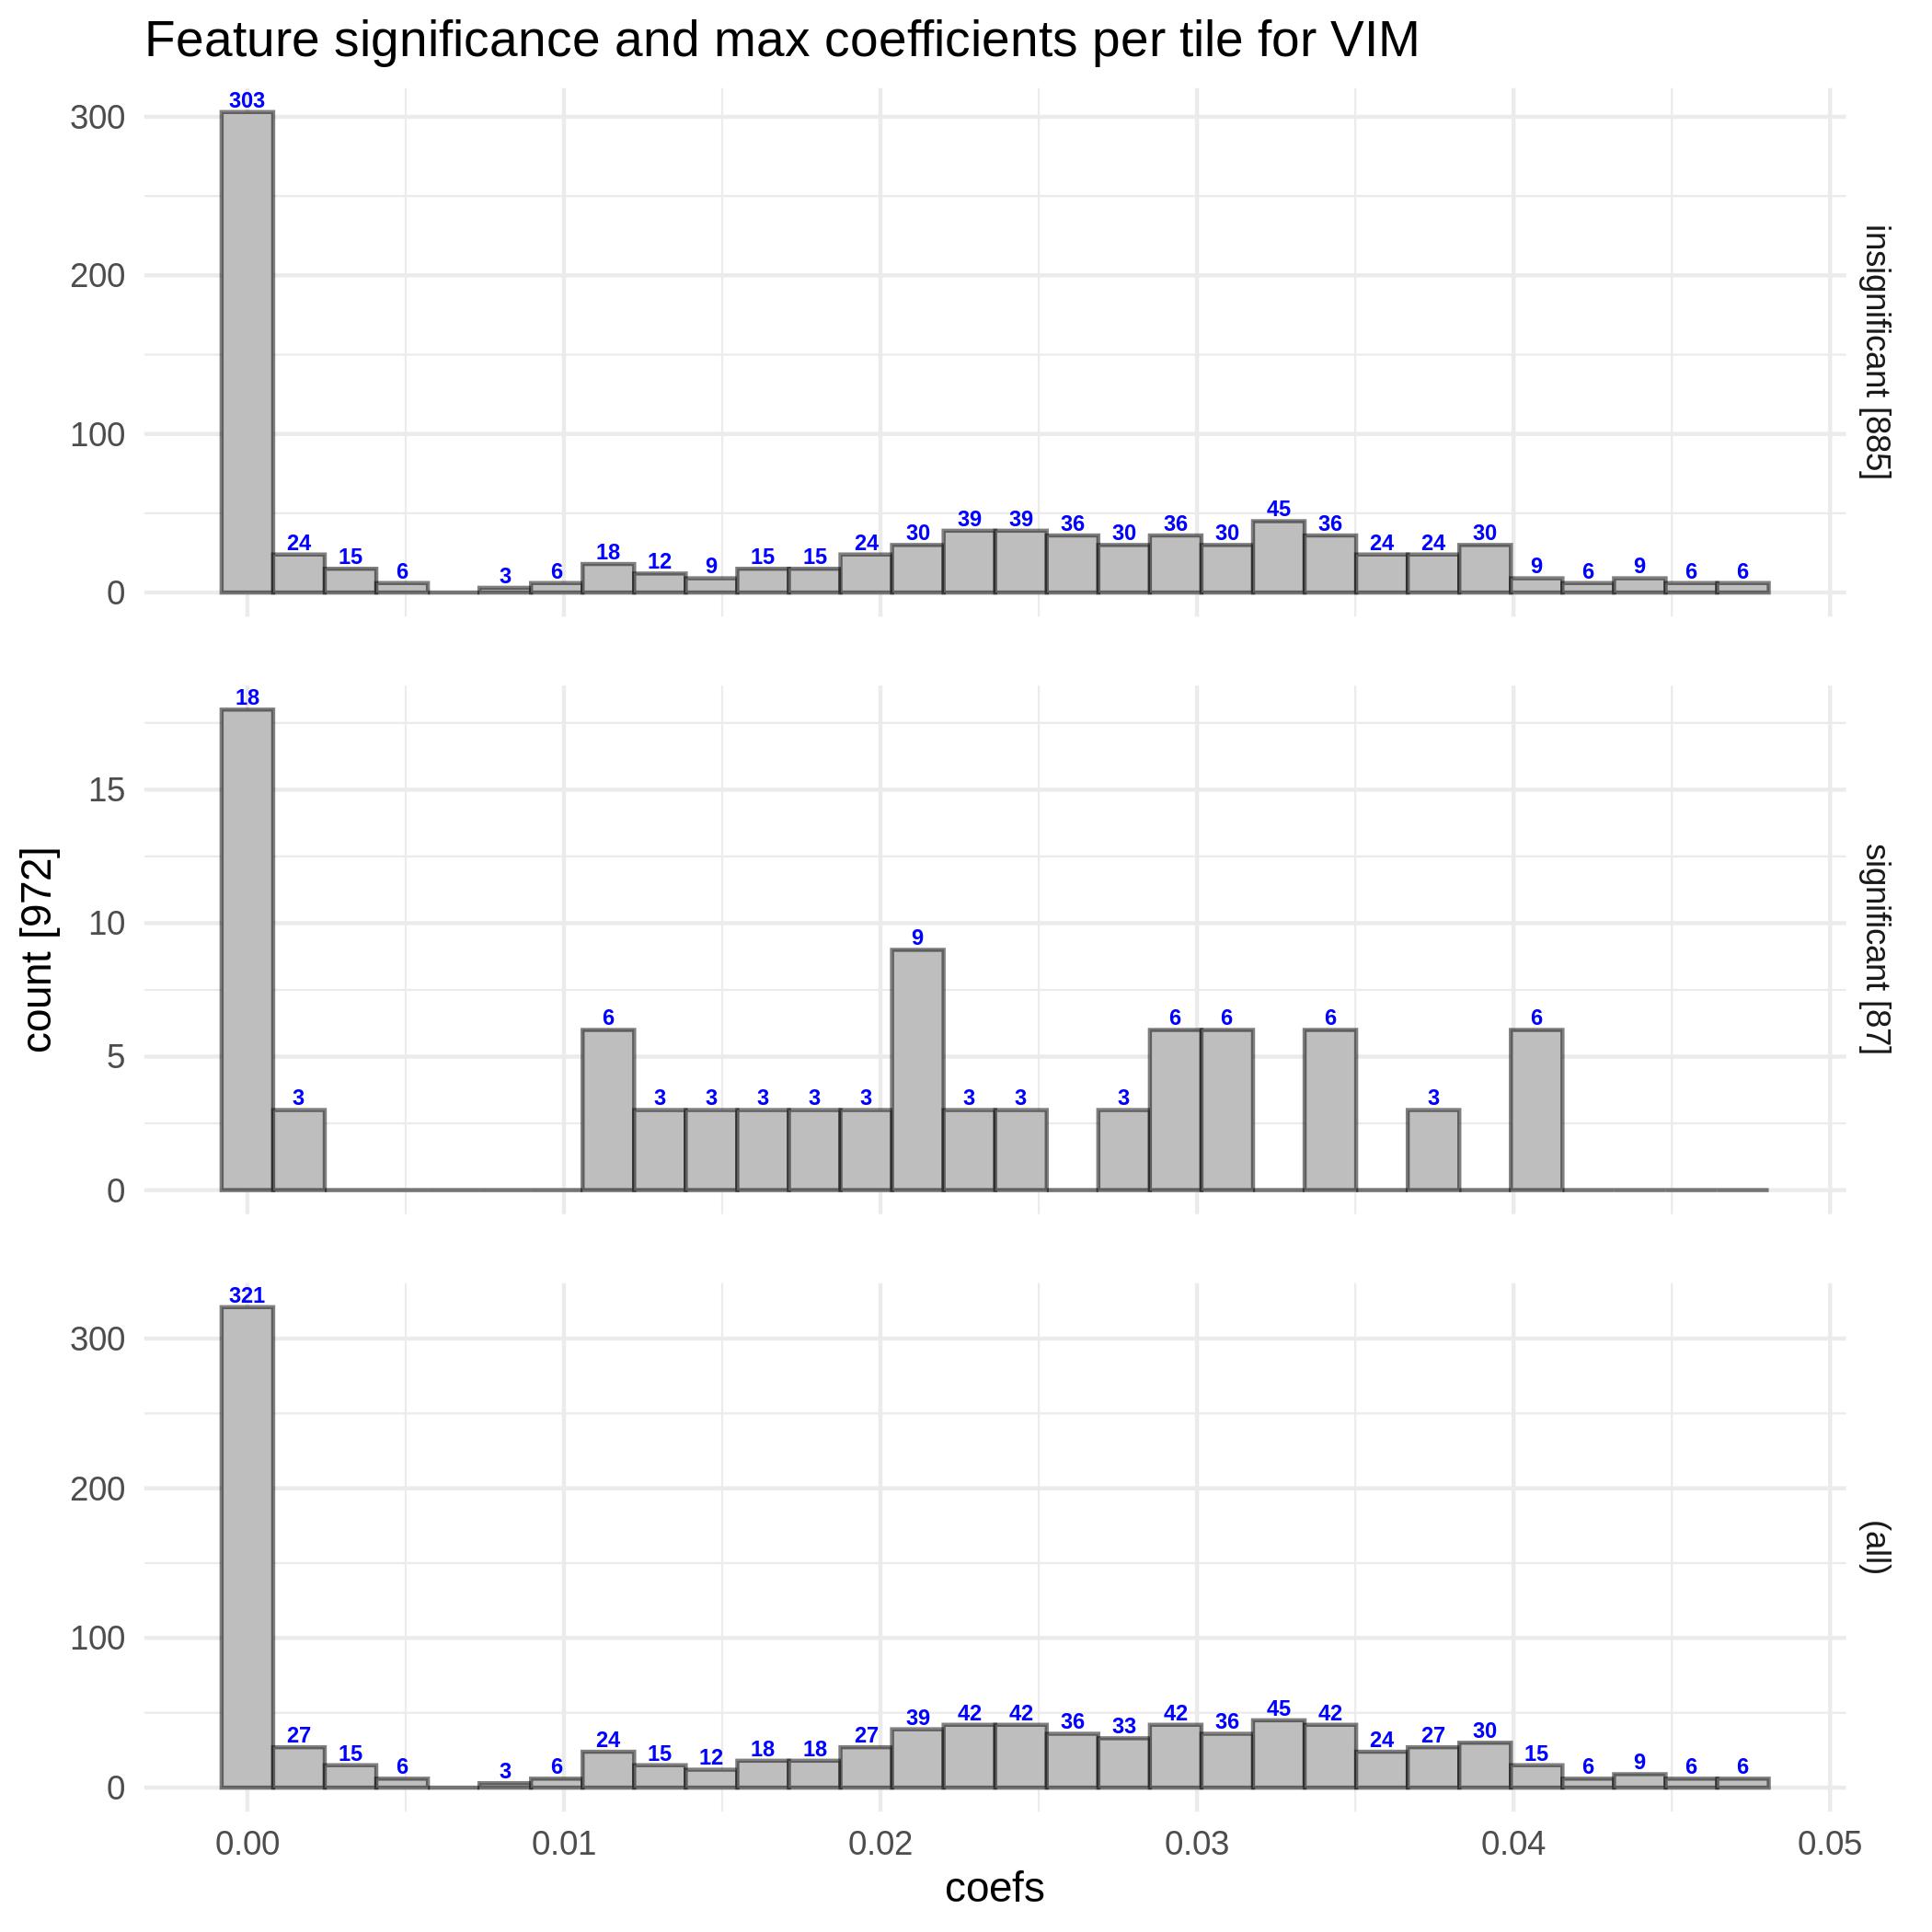 Feature significance and max coefficients per tile for VIM
303
300
200
100
0
24 15 6 3 6 18 12 9 15 15 24 30 39 39 36 30 36 30 45 36 24 24 30 9 6 9 6 6
insignificant [885]
18
15
10
5
0
3 6 3 3 3 3 3 9 3 3 3 6 6 6 3 6
significant [87]
count [972]
321
300
200
100
0
27 15 6 3 6 24 15 12 18 18 27 39 42 42 36 33 42 36 45 42 24 27 30 15 6 9 6 6
(all)
0.00 0.01 0.02 0.03 0.04 0.05
coefs